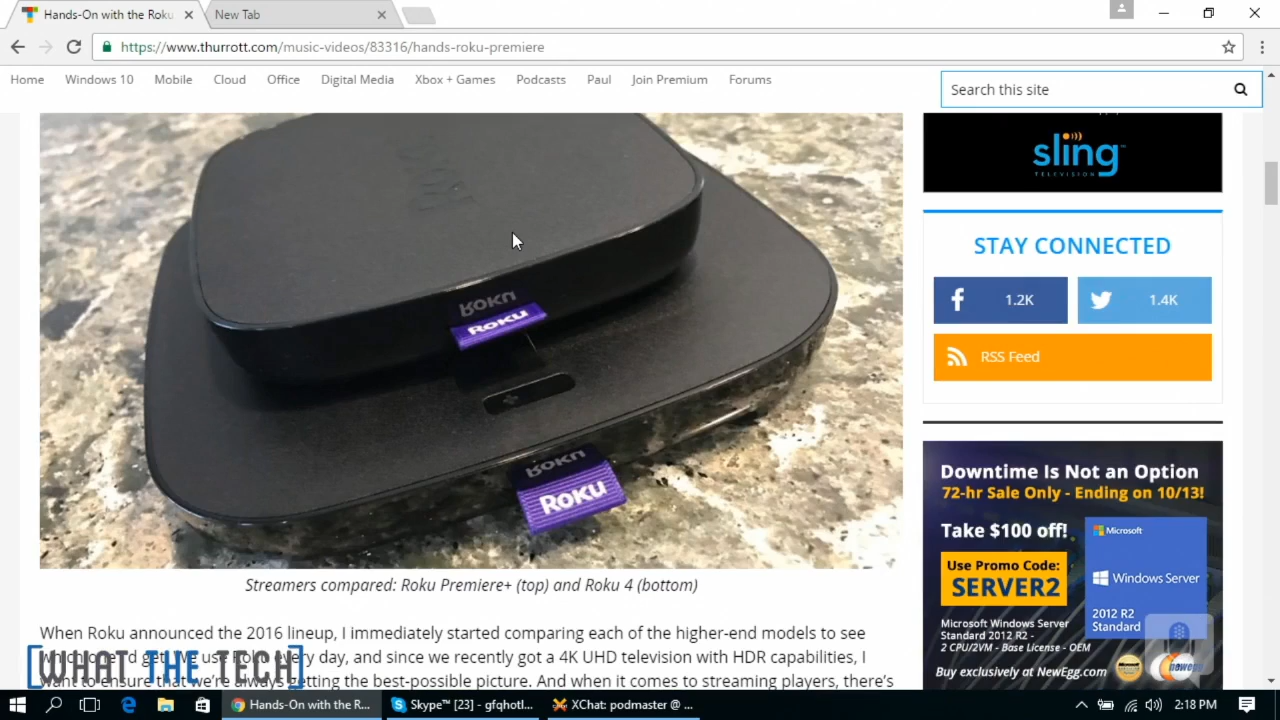 Hands-On with the Roku
New Tab
https://www.thurrott.com/music-videos/83316/hands-roku-premiere
Home Windows 10 Mobile Cloud Office Digital Media Xbox + Games Podcasts Paul Join Premium Forums
Search this site
Roku
Roku
Roku
Roku
Streamers compared: Roku Premiere+ (top) and Roku 4 (bottom)
When Roku announced the 2016 lineup, I immediately started comparing each of the higher-end models to see
every day, and since we recently got a 4K UHD television with HDR capabilities, I
picture. And when it comes to streaming players, there's
[WHAT THE TECH]
sling
TELEVISION
STAY CONNECTED
1.2K
1.4K
RSS Feed
Downtime Is Not an Option
72-hr Sale Only - Ending on 10/13!
Take $100 off!
Use Promo Code:
SERVER2
Microsoft
Windows Server
2012 R2
Standard
Microsoft Windows Server
Standard 2012 R2 -
2 CPU/2VM - Base License - OEM
Buy exclusively at NewEgg.com
newegg
Hands-On with the R...
Skype™ [23] - gfqhotl...
XChat: podmaster @ ...
2:18 PM